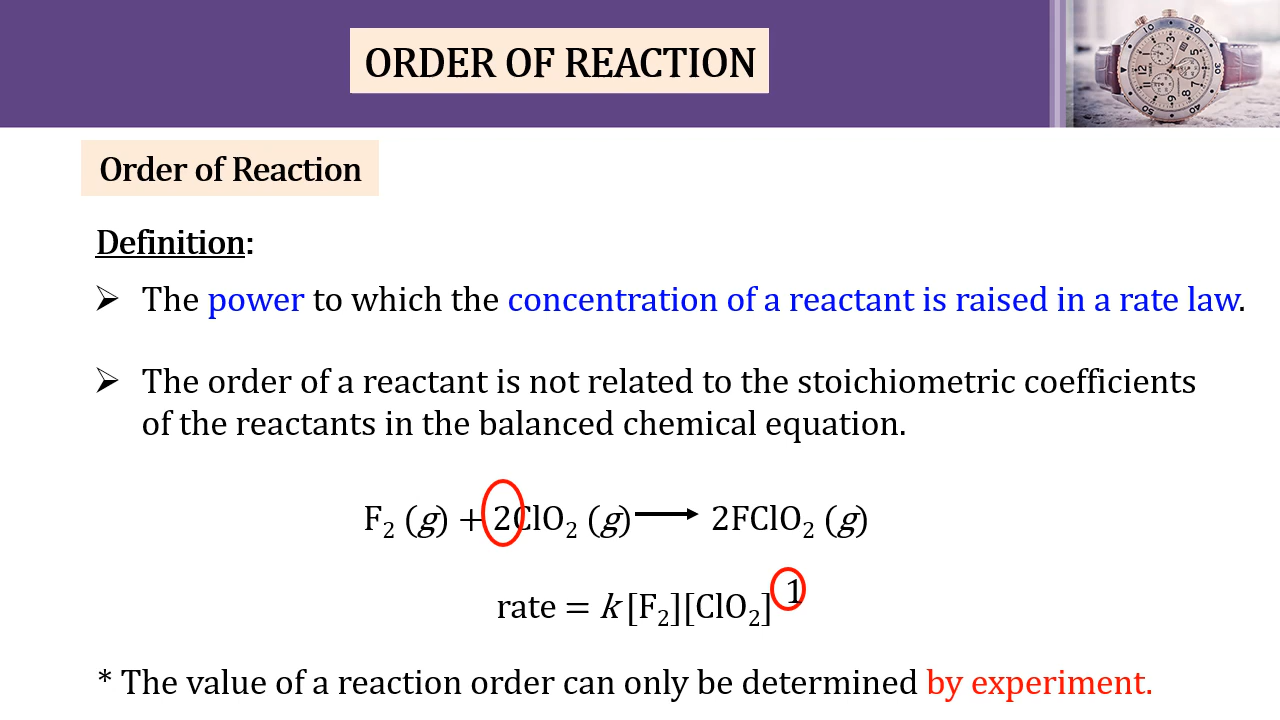 ORDER OF REACTION
Order of Reaction
Definition:
➢ The power to which the concentration of a reactant is raised in a rate law.
➢ The order of a reactant is not related to the stoichiometric coefficients
of the reactants in the balanced chemical equation.
F₂ (g) + 2ClO₂ (g) ⟶ 2FClO₂ (g)
rate = k [F₂][ClO₂]¹
* The value of a reaction order can only be determined by experiment.